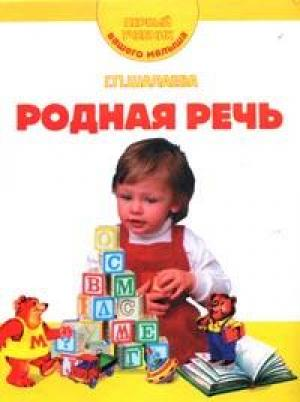 ПЕРВЫЙ
УЧЕБНИК
вашего малыша
Г.П.ШАЛАЕВА
РОДНАЯ РЕЧЬ
О
С М
В М
Л С
С М Е Г
М
?